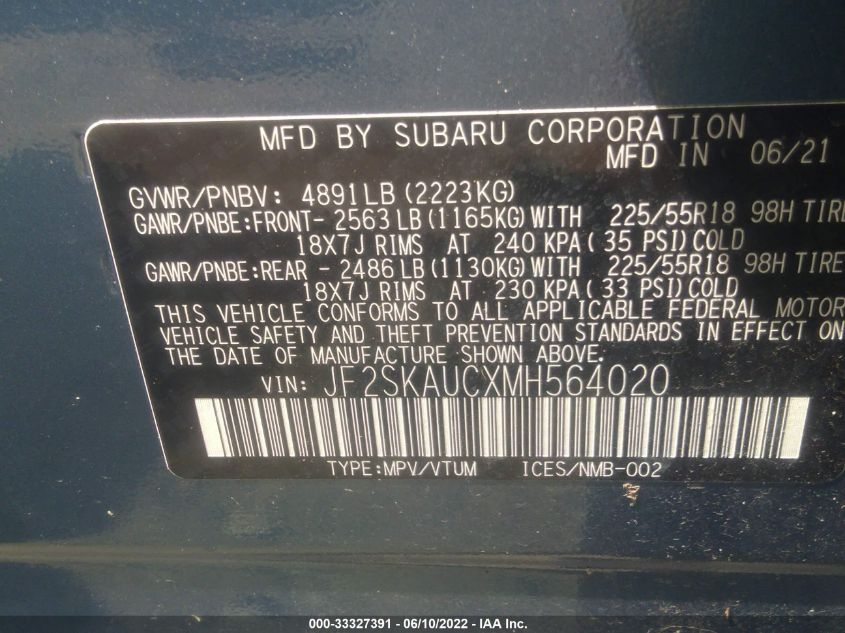 MFD BY SUBARU CORPORATION
MFD IN 06/21
GVWR/PNBV: 4891LB (2223KG)
GAWR/PNBE:FRONT- 2563 LB (1165KG) WITH 225/55R18 98H TIRE
18X7J RIMS AT 240 KPA( 35 PSI) COLD
GAWR/PNBE:REAR - 2486 LB (1130KG) WITH 225/55R18 98H TIRE
18X7J RIMS AT 230 KPA( 33 PSI) COLD
THIS VEHICLE CONFORMS TO ALL APPLICABLE FEDERAL MOTOR
VEHICLE SAFETY AND THEFT PREVENTION STANDARDS IN EFFECT ON
THE DATE OF MANUFACTURE SHOWN ABOVE.
VIN: JF2SKAUCXMH564020
TYPE:MPV/VTUM ICES/NMB-002
000-33327391 - 06/10/2022 - IAA Inc.